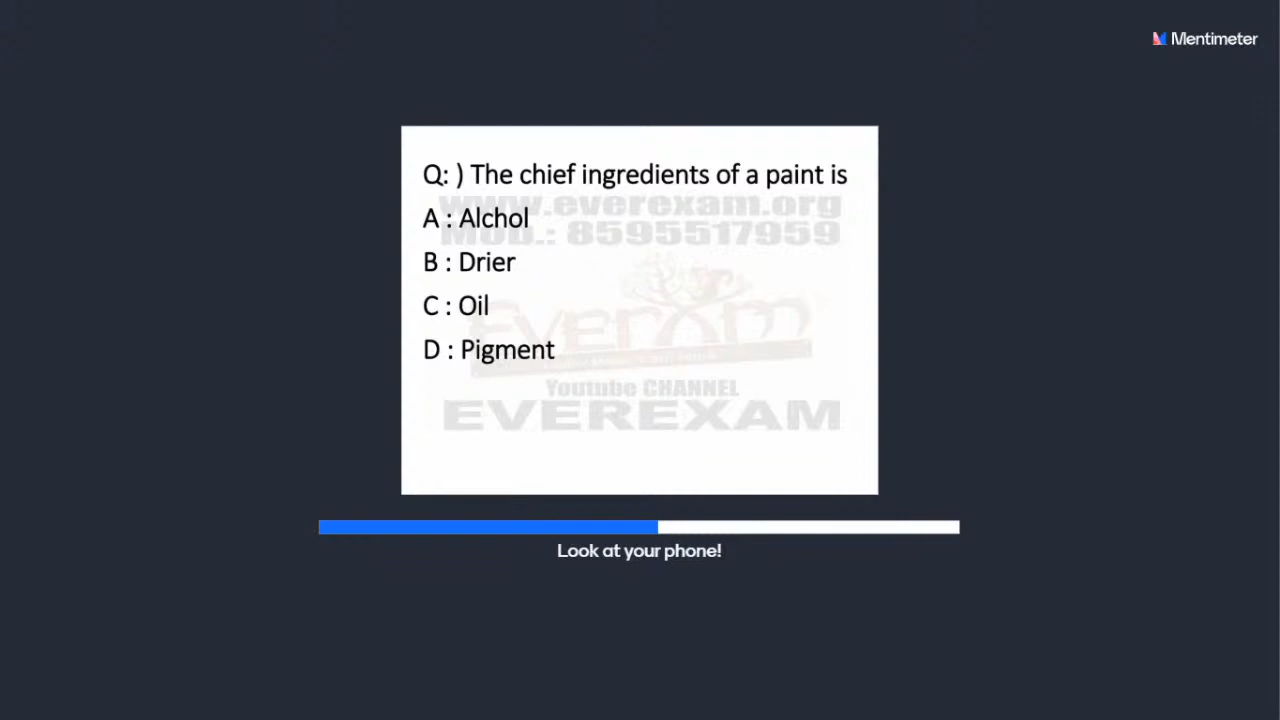 Mentimeter
Q: ) The chief ingredients of a paint is
www.everexam.org
A : Alchol
MOB.: 8595517959
B : Drier
C : Oil
EVEREXAM
D : Pigment
Youtube CHANNEL
EVEREXAM
Look at your phone!